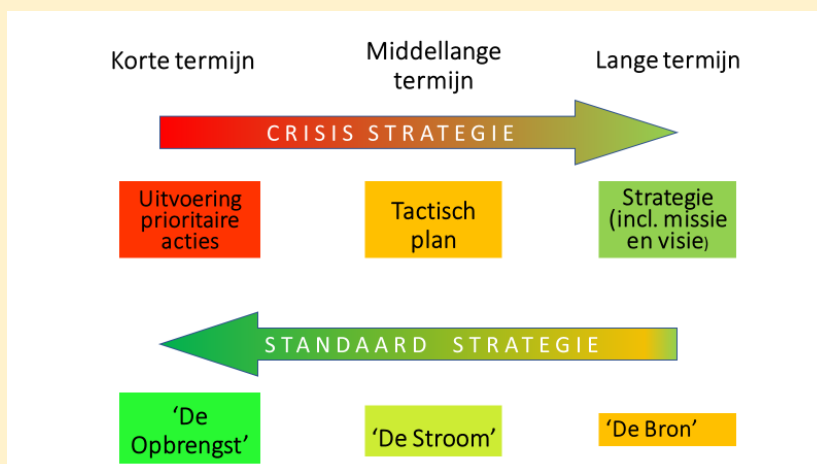 Korte termijn
Middellange
termijn
Lange termijn
CRISIS STRATEGIE
Uitvoering
prioritaire
acties
Tactisch
plan
Strategie
(incl. missie
en visie)
STANDAARD STRATEGIE
‘De
Opbrengst’
‘De Stroom’
‘De Bron’